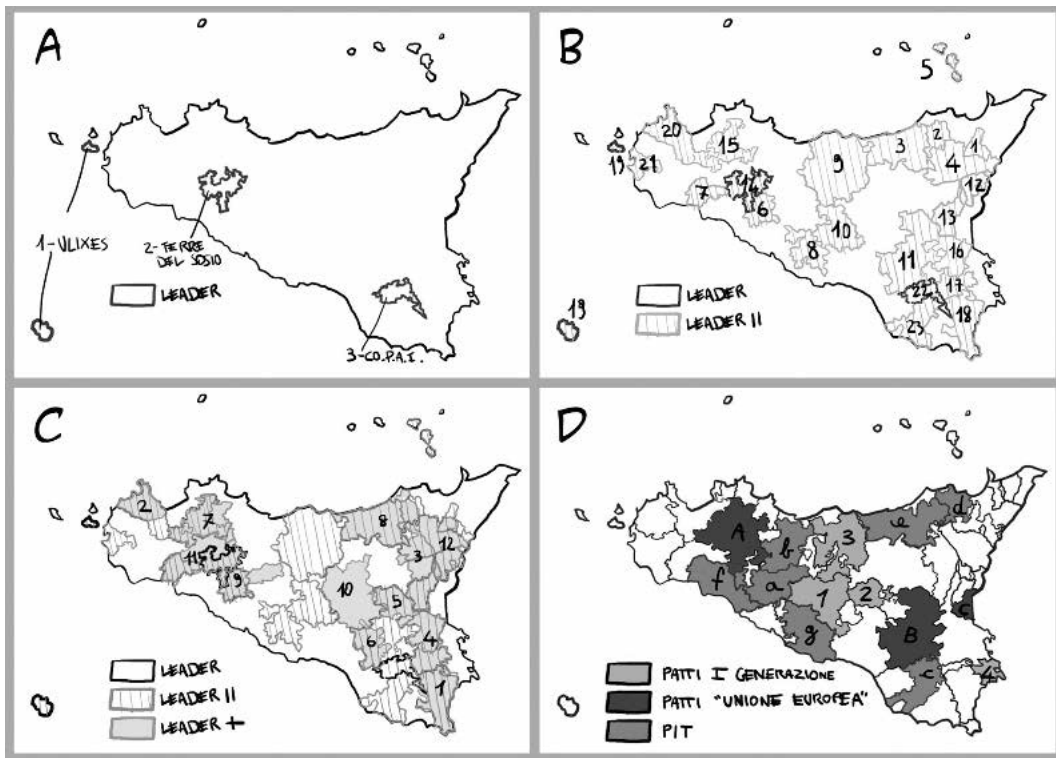 A
1-ULIXES
2-TERRE
DEL SOSIO
3-CO.P.A.I.
LEADER
B
5
20
15
9
3
2
1
4
19
21
14
7
6
12
13
10
8
11
16
22
17
18
23
19
LEADER
LEADER II
C
2
7
8
3
12
11
9
10
5
6
4
1
LEADER
LEADER II
LEADER +
D
A
b
3
e
d
f
a
1
2
C
g
B
c
4
PATTI I GENERAZIONE
PATTI "UNIONE EUROPEA"
PIT